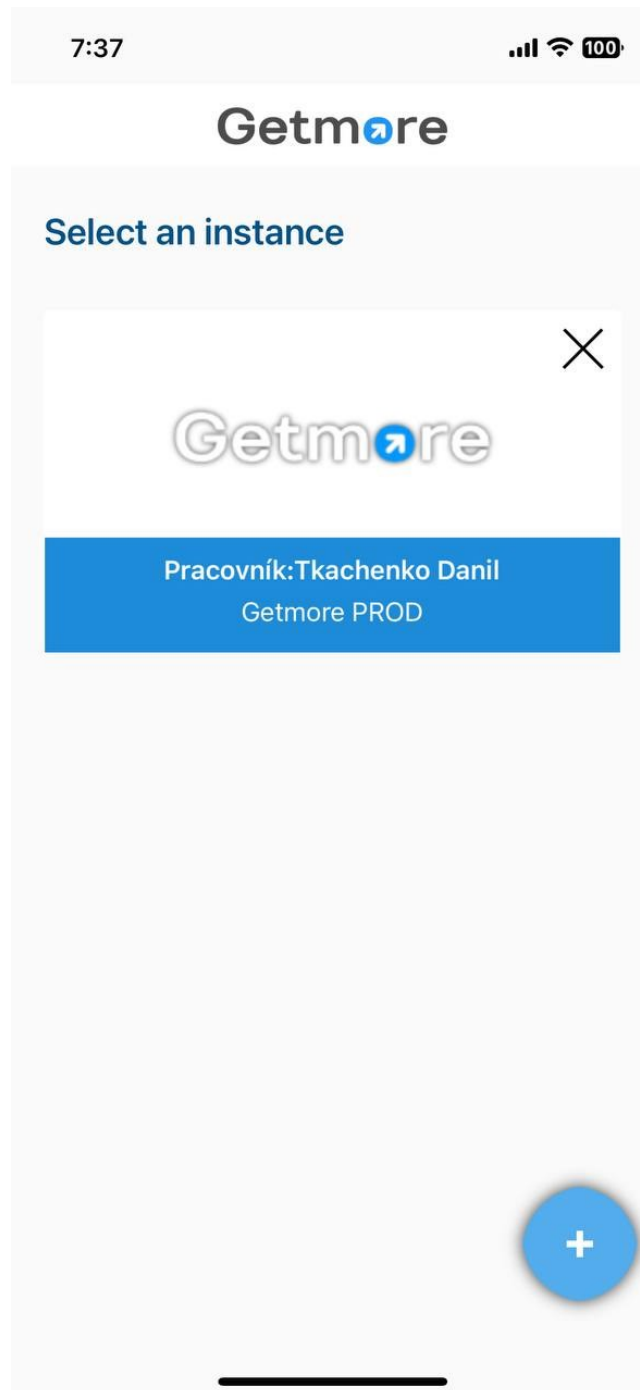 7:37
100
Getmore
Select an instance
Getmore
Pracovník:Tkachenko Danil
Getmore PROD
+